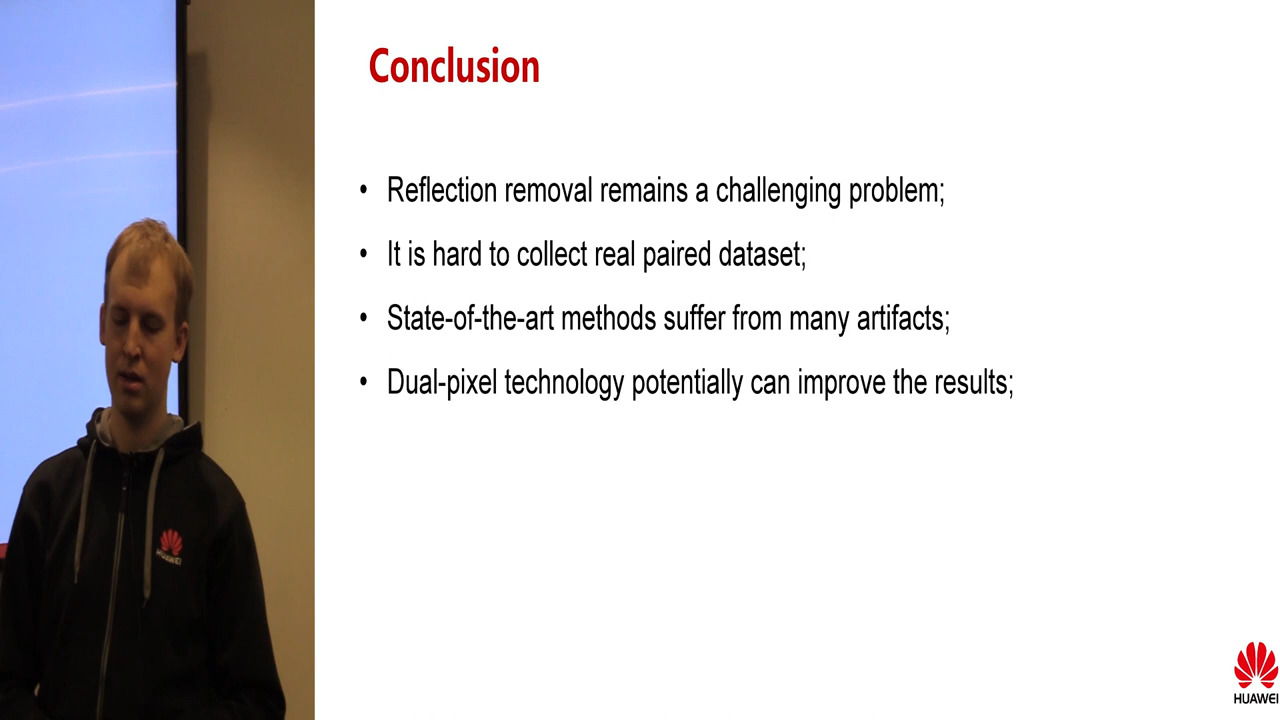 Conclusion
• Reflection removal remains a challenging problem;
• It is hard to collect real paired dataset;
• State-of-the-art methods suffer from many artifacts;
• Dual-pixel technology potentially can improve the results;
HUAWEI
HUAWEI